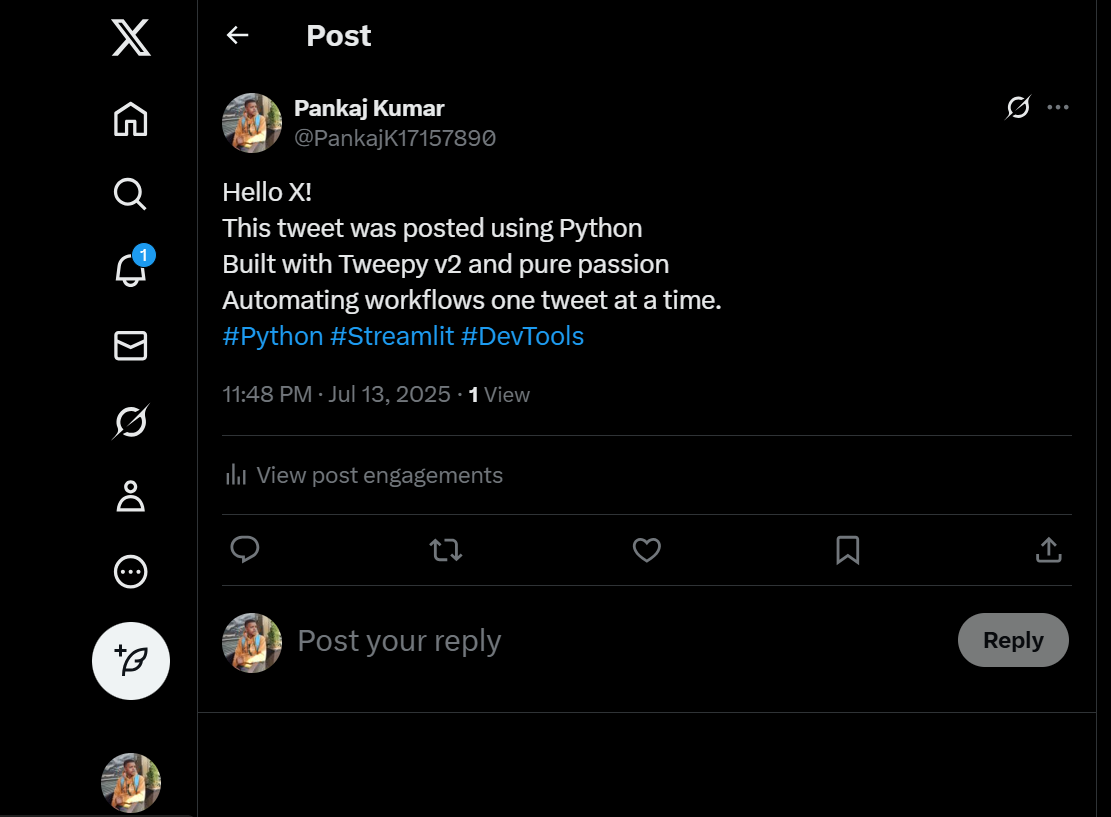 Post
Pankaj Kumar
@PankajK17157890
Hello X!
This tweet was posted using Python
Built with Tweepy v2 and pure passion
Automating workflows one tweet at a time.
#Python #Streamlit #DevTools
11:48 PM · Jul 13, 2025 · 1 View
View post engagements
Post your reply
Reply
1